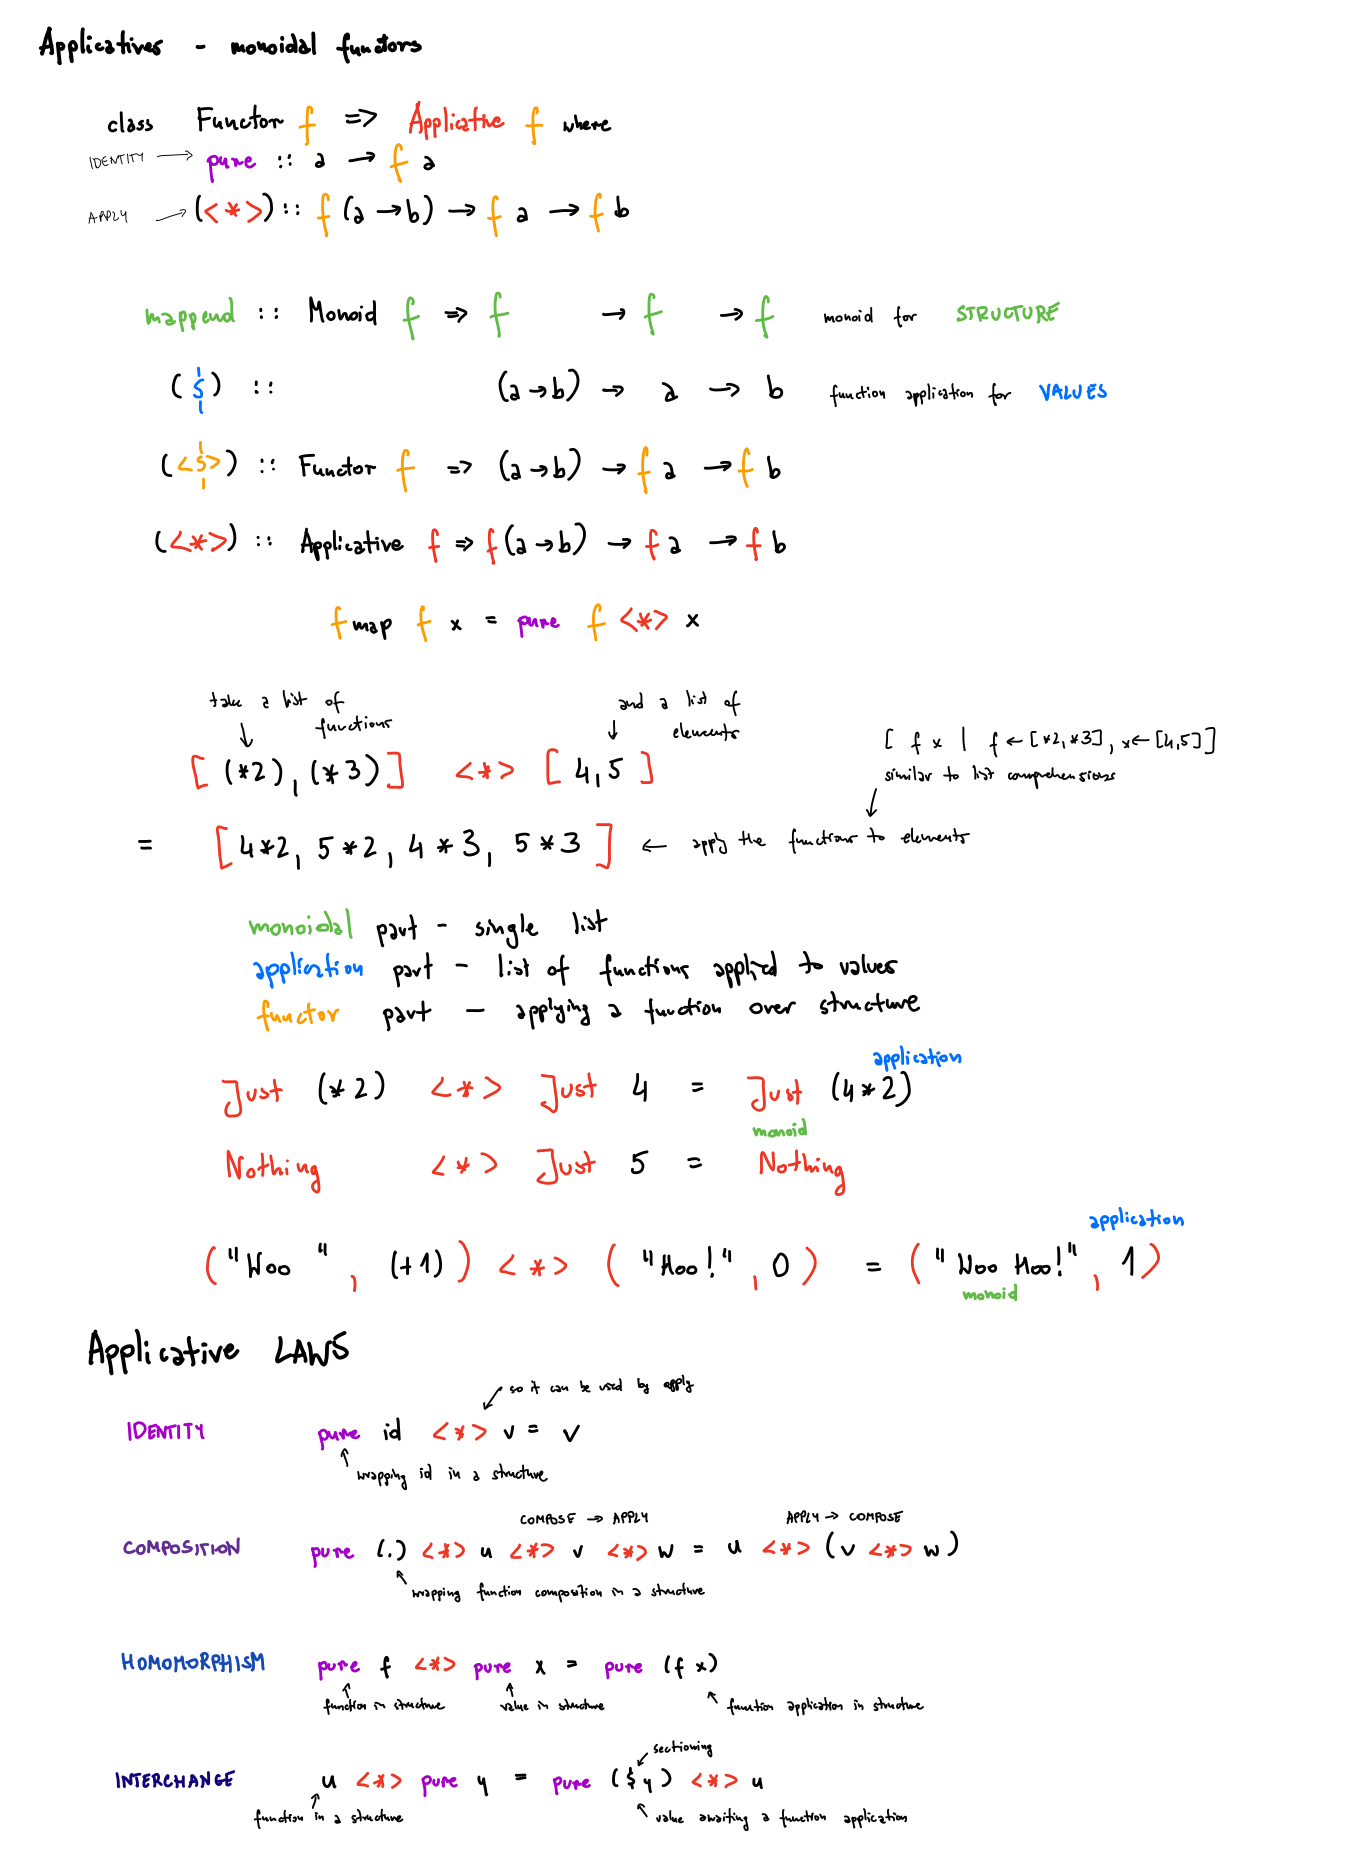 Applicatives - monoidal functors
class Functor f => Applicative f where
IDENTITY → pure :: a → f a
APPLY → (<*>) :: f (a → b) → f a → f b
mappend :: Monoid f => f → f → f monoid for STRUCTURE
($) :: (a → b) → a → b function application for VALUES
(<$>) :: Functor f => (a → b) → f a → f b
(<*>) :: Applicative f => f (a → b) → f a → f b
fmap f x = pure f <*> x
take a list of functions
and a list of elements
[ f x | f ← [*2, *3], x ← [4,5] ]
similar to list comprehensions
[ (*2), (*3) ] <*> [ 4, 5 ]
= [ 4*2, 5*2, 4*3, 5*3 ] ← apply the functions to elements
monoidal part - single list
application part - list of functions applied to values
functor part - applying a function over structure
application
Just (*2) <*> Just 4 = Just (4*2)
monoid
Nothing <*> Just 5 = Nothing
application
("Woo ", (+1)) <*> ("Hoo!", 0) = ("Woo Hoo!", 1)
monoid
Applicative LAWS
so it can be used by apply
IDENTITY pure id <*> v = v
wrapping id in a structure
COMPOSE → APPLY APPLY → COMPOSE
COMPOSITION pure (.) <*> u <*> v <*> w = u <*> (v <*> w)
wrapping function composition in a structure
HOMOMORPHISM pure f <*> pure x = pure (f x)
function in structure value in structure function application in structure
sectioning
INTERCHANGE u <*> pure y = pure ($ y) <*> u
function in a structure value awaiting a function application